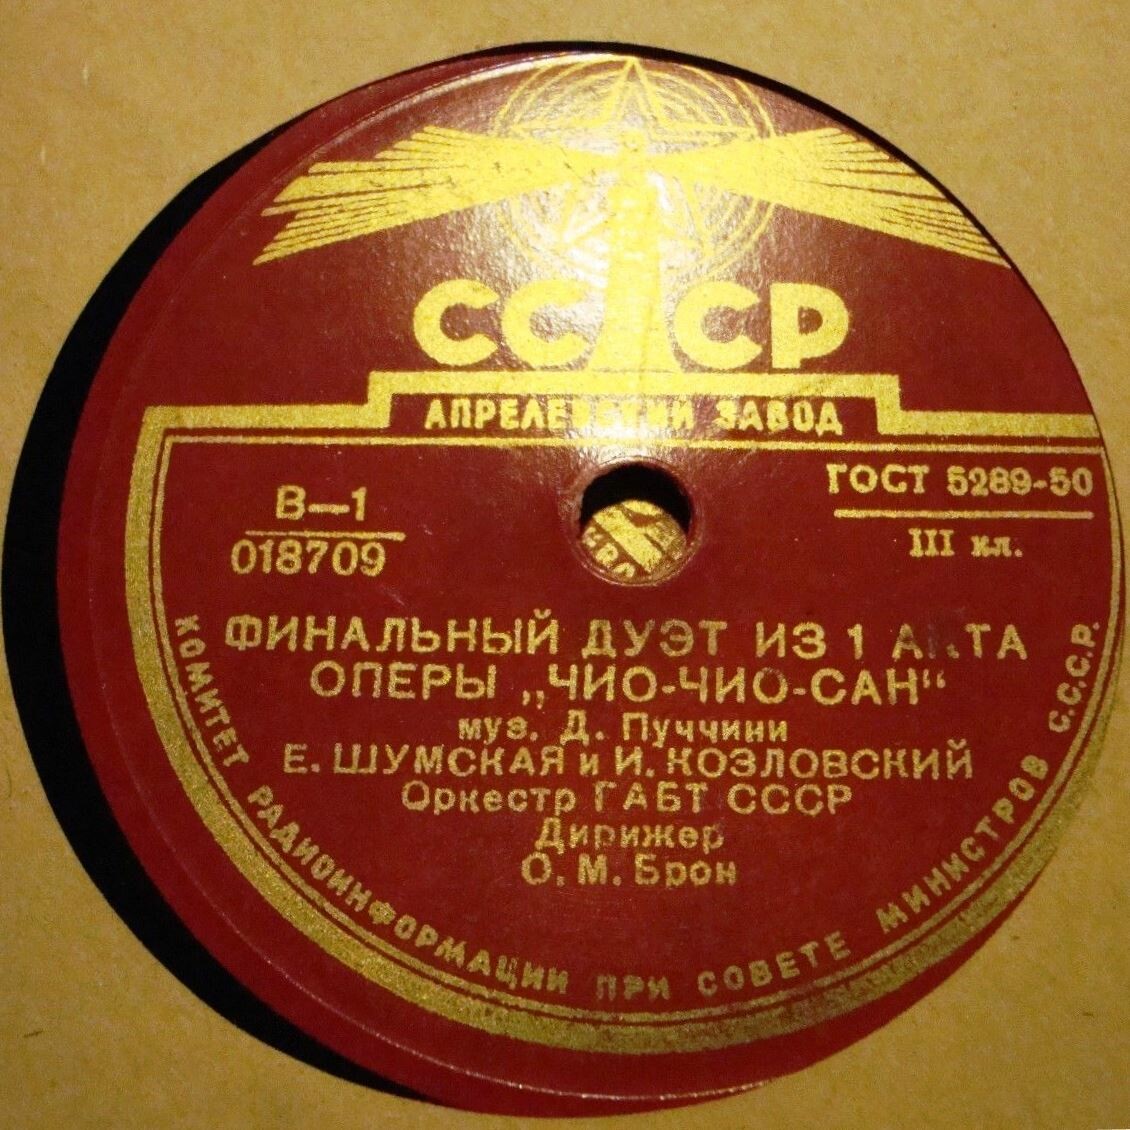 СССР
АПРЕЛЕВСКИЙ ЗАВОД
В—1
018709
ГОСТ 5289-50
III кл.
ФИНАЛЬНЫЙ ДУЭТ ИЗ 1 АКТА
ОПЕРЫ „ЧИО-ЧИО-САН“
муз. Д. Пуччини
Е. ШУМСКАЯ и И. КОЗЛОВСКИЙ
Оркестр ГАБТ СССР
Дирижер
О. М. Брон
КОМИТЕТ РАДИОИНФОРМАЦИИ ПРИ СОВЕТЕ МИНИСТРОВ С.С.С.Р.